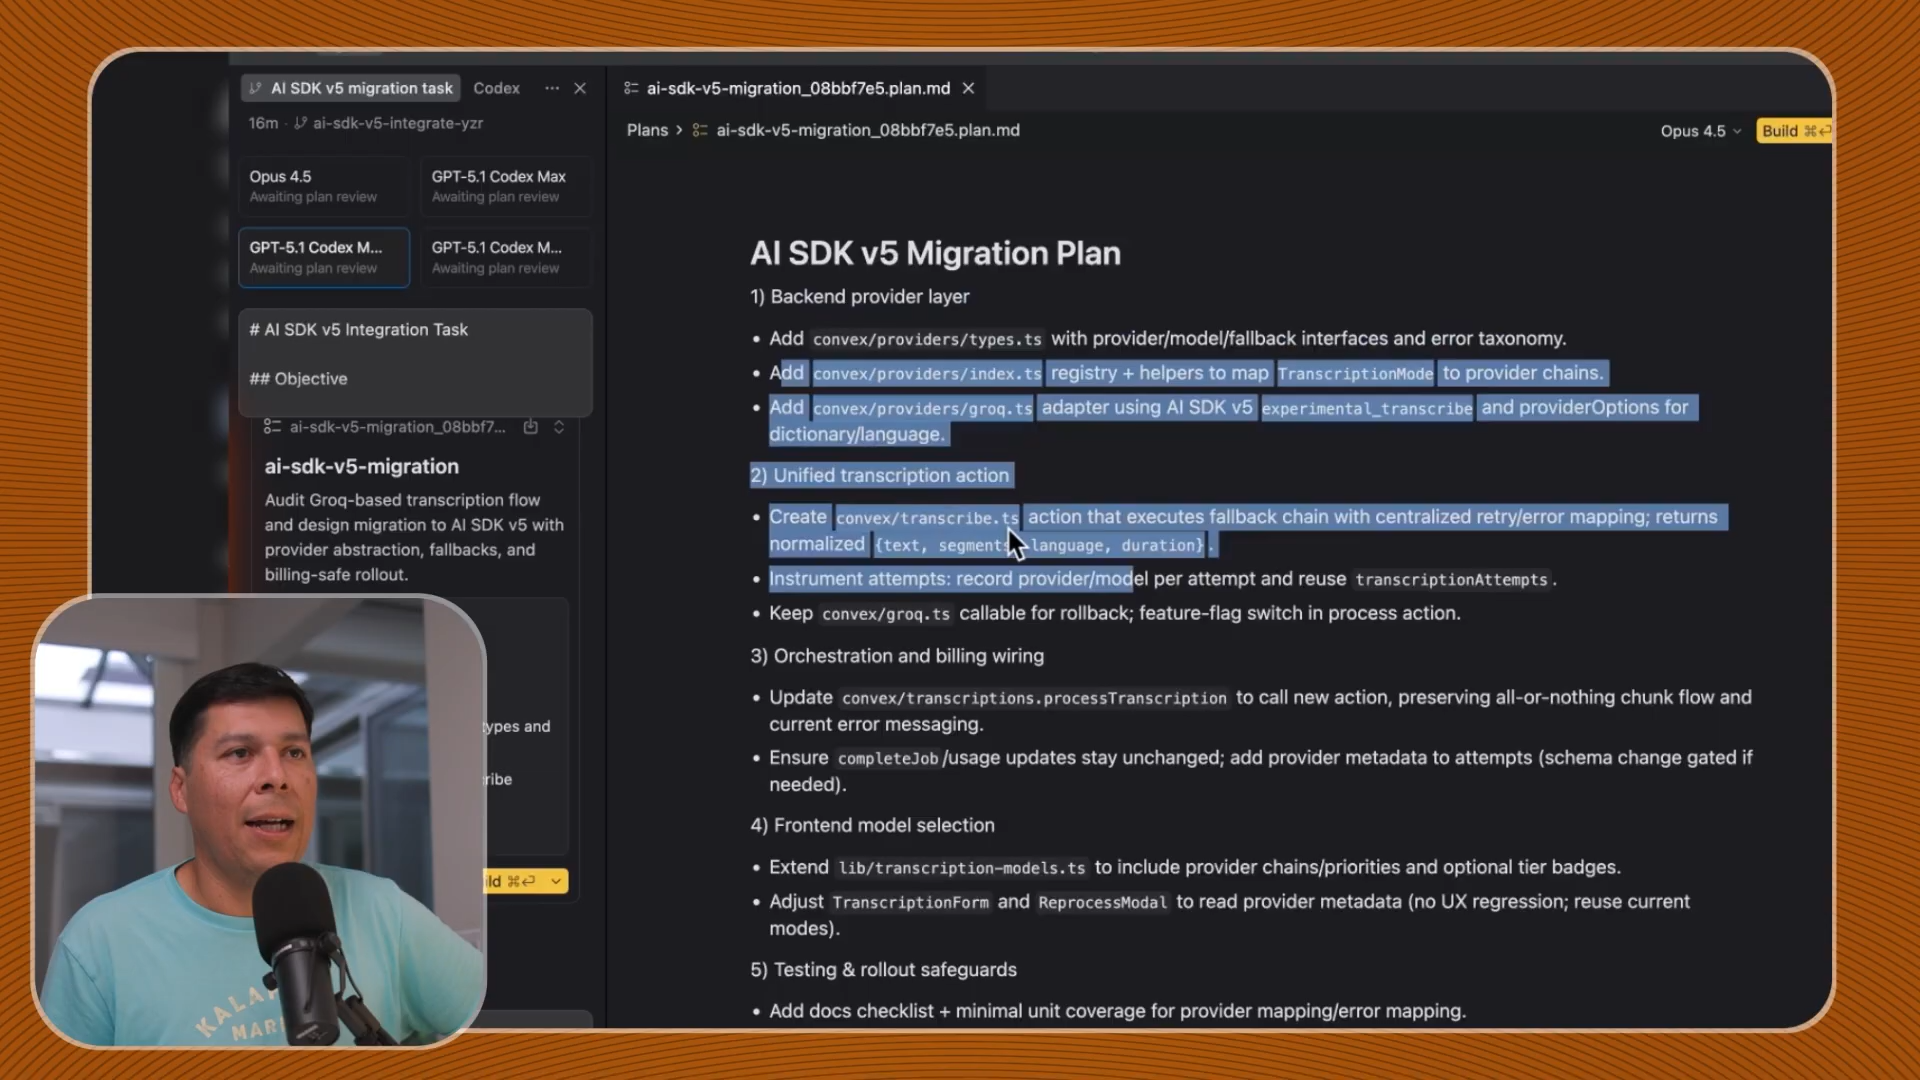 AI SDK v5 migration task
Codex
16m · ai-sdk-v5-integrate-yzr
Opus 4.5
Awaiting plan review
GPT-5.1 Codex Max
Awaiting plan review
GPT-5.1 Codex M...
Awaiting plan review
GPT-5.1 Codex M...
Awaiting plan review
# AI SDK v5 Integration Task
## Objective
ai-sdk-v5-migration_08bbf7...
ai-sdk-v5-migration
Audit Groq-based transcription flow
and design migration to AI SDK v5 with
provider abstraction, fallbacks, and
billing-safe rollout.
types and
ribe
ild ⌘⏎
ai-sdk-v5-migration_08bbf7e5.plan.md
Plans > ai-sdk-v5-migration_08bbf7e5.plan.md
Opus 4.5
Build ⌘⏎
AI SDK v5 Migration Plan
1) Backend provider layer
• Add convex/providers/types.ts with provider/model/fallback interfaces and error taxonomy.
• Add convex/providers/index.ts registry + helpers to map TranscriptionMode to provider chains.
• Add convex/providers/groq.ts adapter using AI SDK v5 experimental_transcribe and providerOptions for
dictionary/language.
2) Unified transcription action
• Create convex/transcribe.ts action that executes fallback chain with centralized retry/error mapping; returns
normalized {text, segments language, duration}.
• Instrument attempts: record provider/model per attempt and reuse transcriptionAttempts.
• Keep convex/groq.ts callable for rollback; feature-flag switch in process action.
3) Orchestration and billing wiring
• Update convex/transcriptions.processTranscription to call new action, preserving all-or-nothing chunk flow and
current error messaging.
• Ensure completeJob/usage updates stay unchanged; add provider metadata to attempts (schema change gated if
needed).
4) Frontend model selection
• Extend lib/transcription-models.ts to include provider chains/priorities and optional tier badges.
• Adjust TranscriptionForm and ReprocessModal to read provider metadata (no UX regression; reuse current
modes).
5) Testing & rollout safeguards
• Add docs checklist + minimal unit coverage for provider mapping/error mapping.